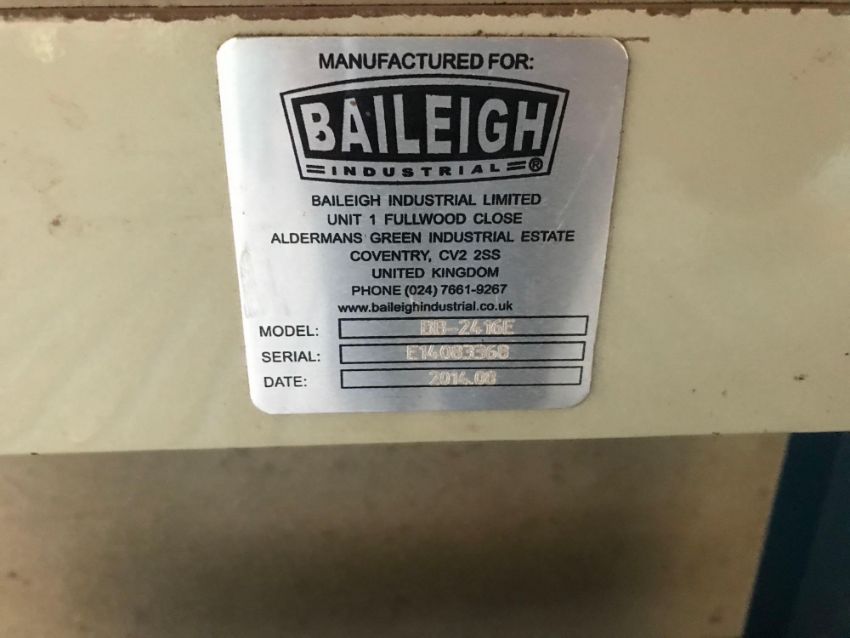 MANUFACTURED FOR:
BAILEIGH
INDUSTRIAL ®
BAILEIGH INDUSTRIAL LIMITED
UNIT 1 FULLWOOD CLOSE
ALDERMANS GREEN INDUSTRIAL ESTATE
COVENTRY, CV2 2SS
UNITED KINGDOM
PHONE (024) 7661-9267
www.baileighindustrial.co.uk
MODEL: BB-2416E
SERIAL: E14083368
DATE: 2014.08